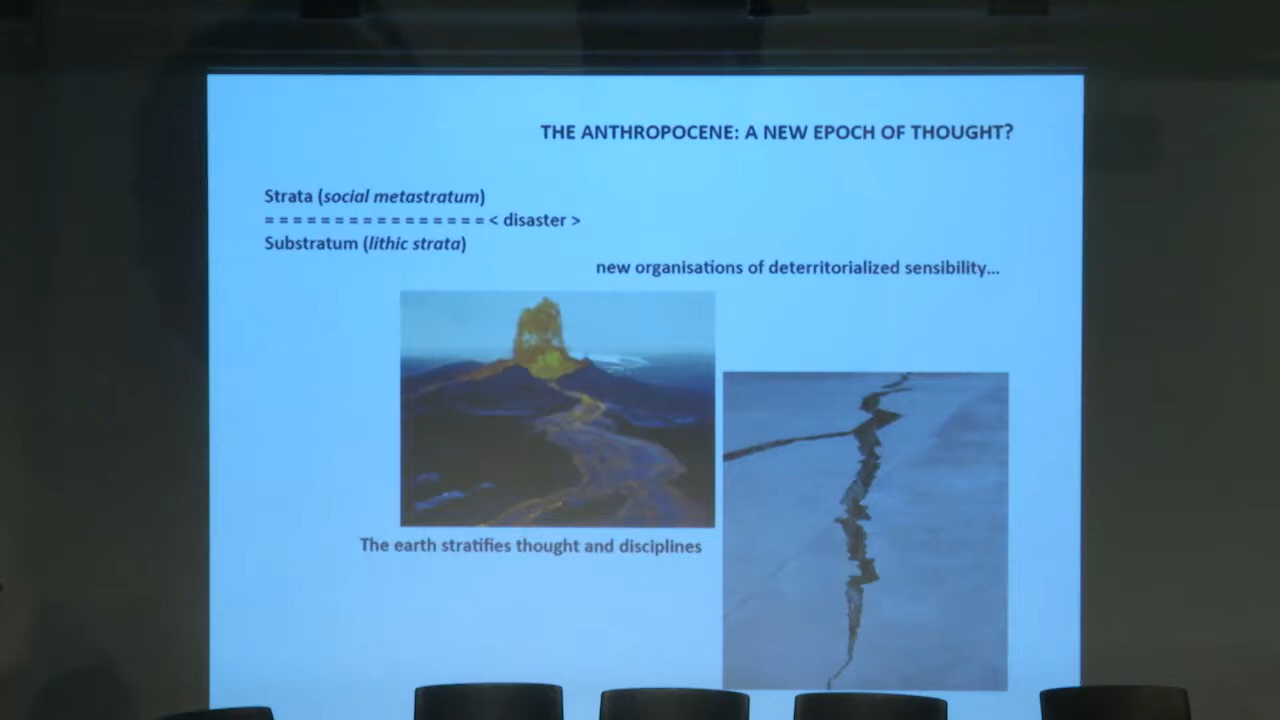 THE ANTHROPOCENE: A NEW EPOCH OF THOUGHT?
Strata (social metastratum)
= = = = = = = = = = = = = = = = < disaster >
Substratum (lithic strata)
new organisations of deterritorialized sensibility...
The earth stratifies thought and disciplines